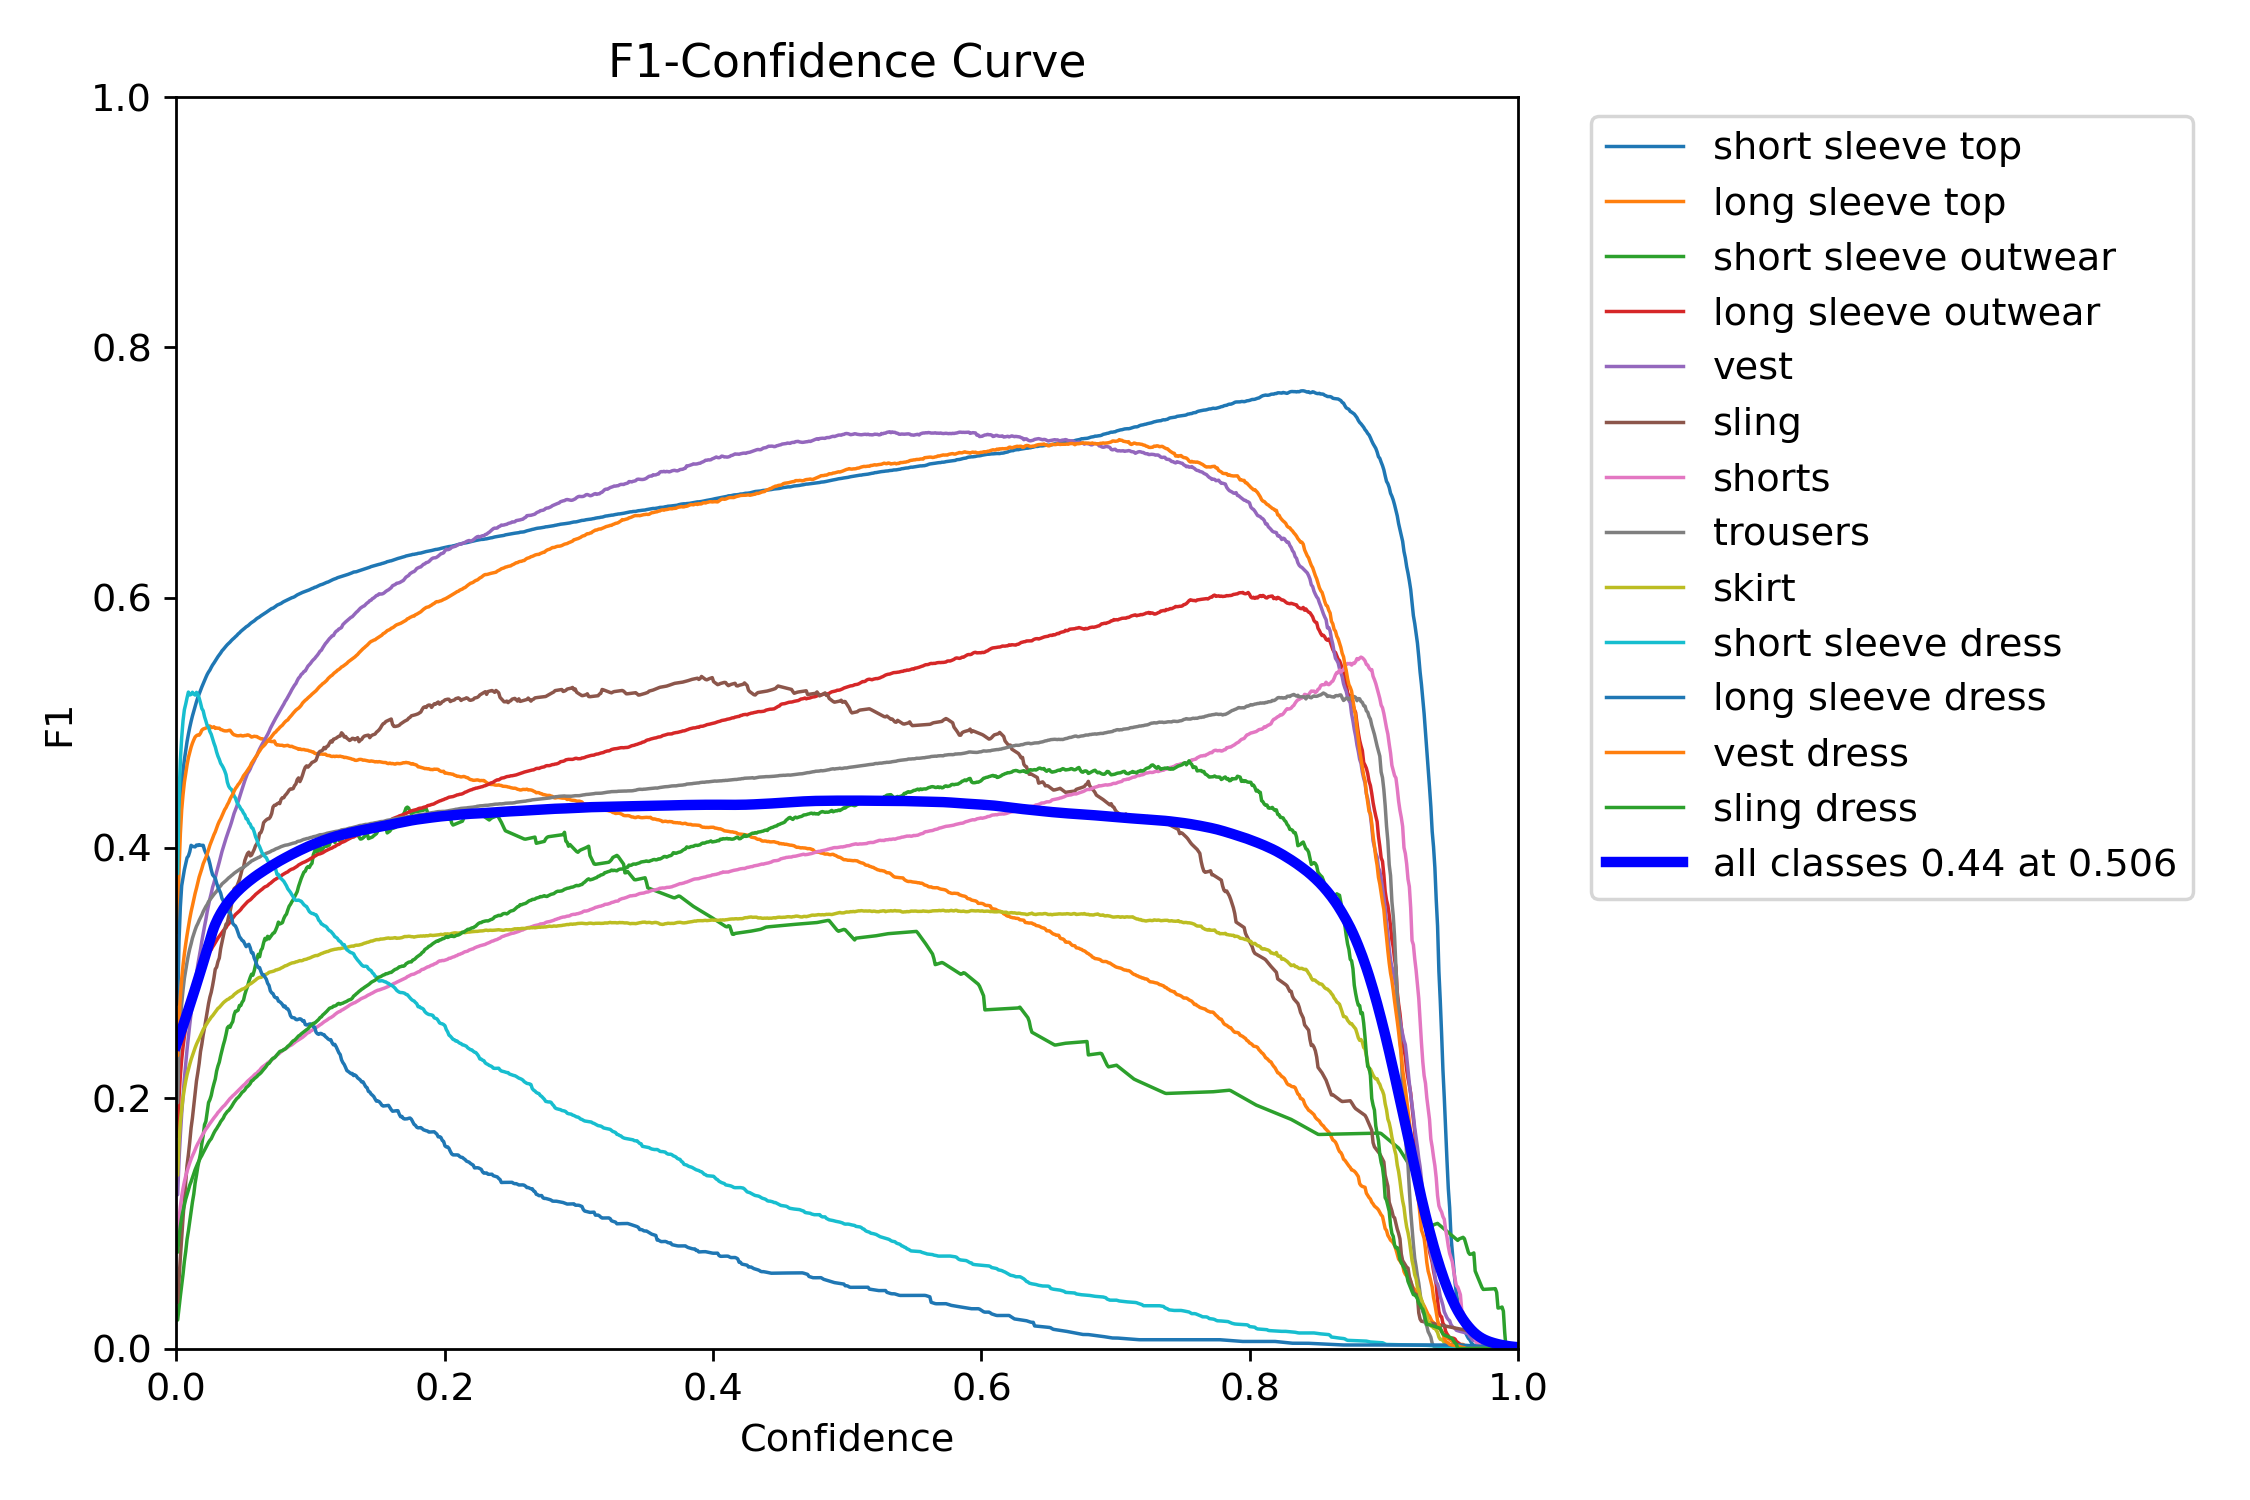 F1-Confidence Curve
1.0
0.8
0.6
0.4
0.2
0.0
F1
0.0 0.2 0.4 0.6 0.8 1.0
Confidence
short sleeve top
long sleeve top
short sleeve outwear
long sleeve outwear
vest
sling
shorts
trousers
skirt
short sleeve dress
long sleeve dress
vest dress
sling dress
all classes 0.44 at 0.506